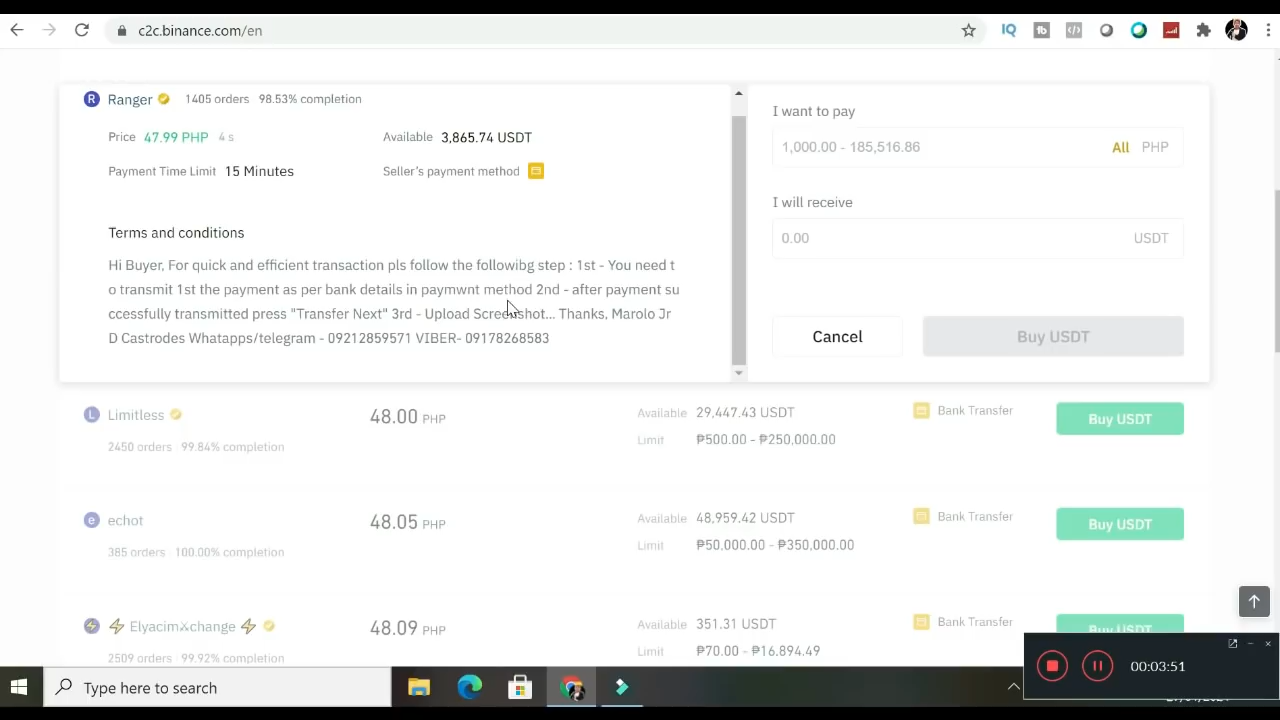 c2c.binance.com/en
IQ
R Ranger 1405 orders 98.53% completion
Price 47.99 PHP 4 s Available 3,865.74 USDT
Payment Time Limit 15 Minutes Seller's payment method
Terms and conditions
Hi Buyer, For quick and efficient transaction pls follow the followibg step : 1st - You need t
o transmit 1st the payment as per bank details in paymwnt method 2nd - after payment su
ccessfully transmitted press "Transfer Next" 3rd - Upload Screenshot... Thanks, Marolo Jr
D Castrodes Whatapps/telegram - 09212859571 VIBER- 09178268583
I want to pay
1,000.00 - 185,516.86 All PHP
I will receive
0.00 USDT
Cancel Buy USDT
L Limitless 48.00 PHP Available 29,447.43 USDT Bank Transfer Buy USDT
2450 orders 99.84% completion Limit ₱500.00 - ₱250,000.00
e echot 48.05 PHP Available 48,959.42 USDT Bank Transfer Buy USDT
385 orders 100.00% completion Limit ₱50,000.00 - ₱350,000.00
Elyacim⚔change 48.09 PHP Available 351.31 USDT Bank Transfer Buy USDT
2509 orders 99.92% completion Limit ₱70.00 - ₱16,894.49
00:03:51
Type here to search